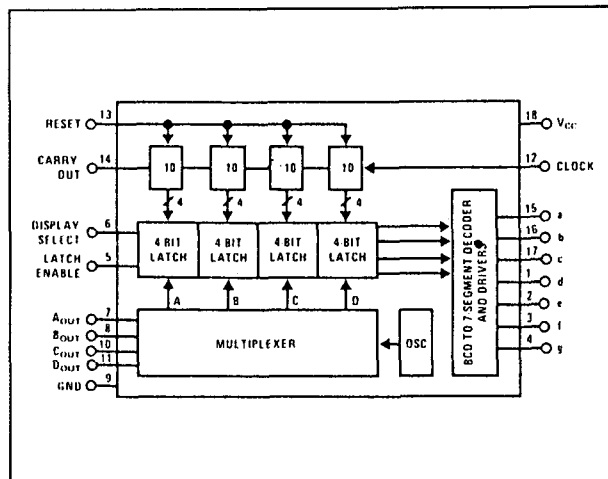 RESET 13
18 VCC
CARRY OUT 14
10 10 10 10
12 CLOCK
4 4 4 4
DISPLAY SELECT 6
LATCH ENABLE 5
4 BIT LATCH
4 BIT LATCH
4 BIT LATCH
4 BIT LATCH
BCD TO 7-SEGMENT DECODER AND DRIVERS
15 a
16 b
17 c
1 d
2 e
3 f
4 g
A B C D
AOUT 7
BOUT 8
COUT 10
DOUT 11
GND 9
MULTIPLEXER
OSC